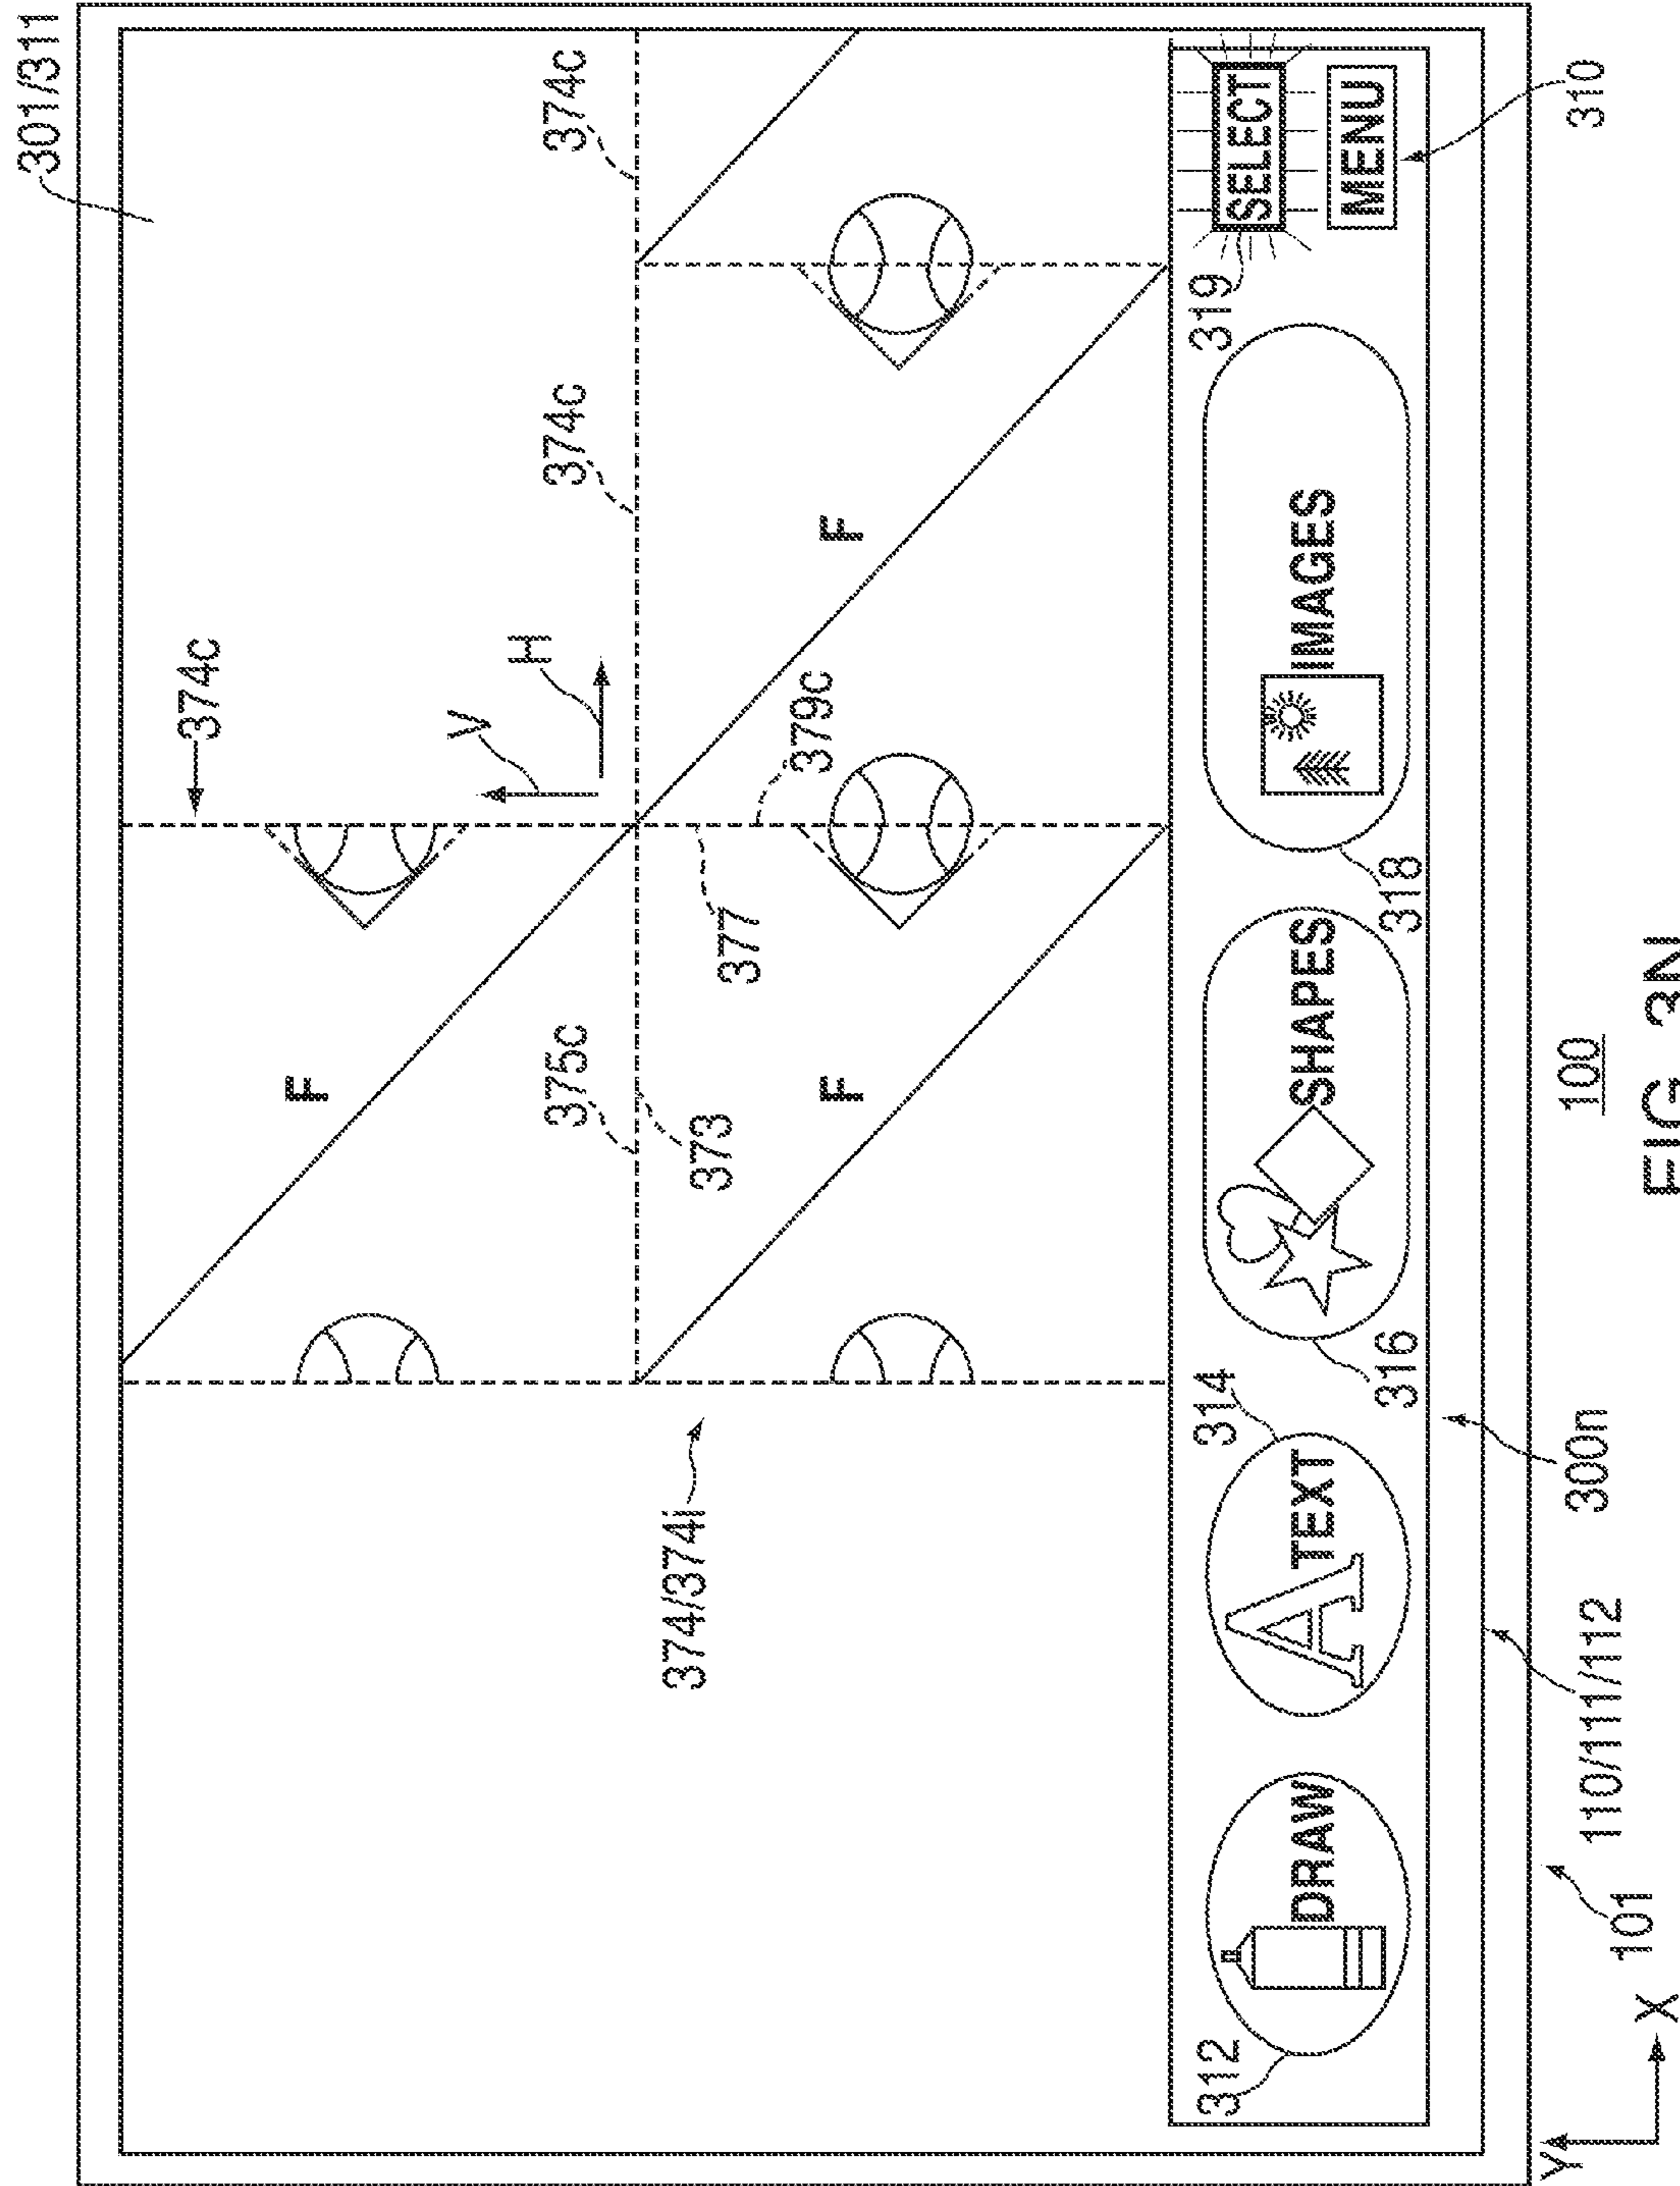 301/311
374c
F
V
H
375c
374c
374c
374/374j
373
377
379c
F
F
312
314
319
SELECT
DRAW
A TEXT
SHAPES
IMAGES
MENU
316
318
Y
110/111/112
300n
100
310
101
X
FIG. 3N